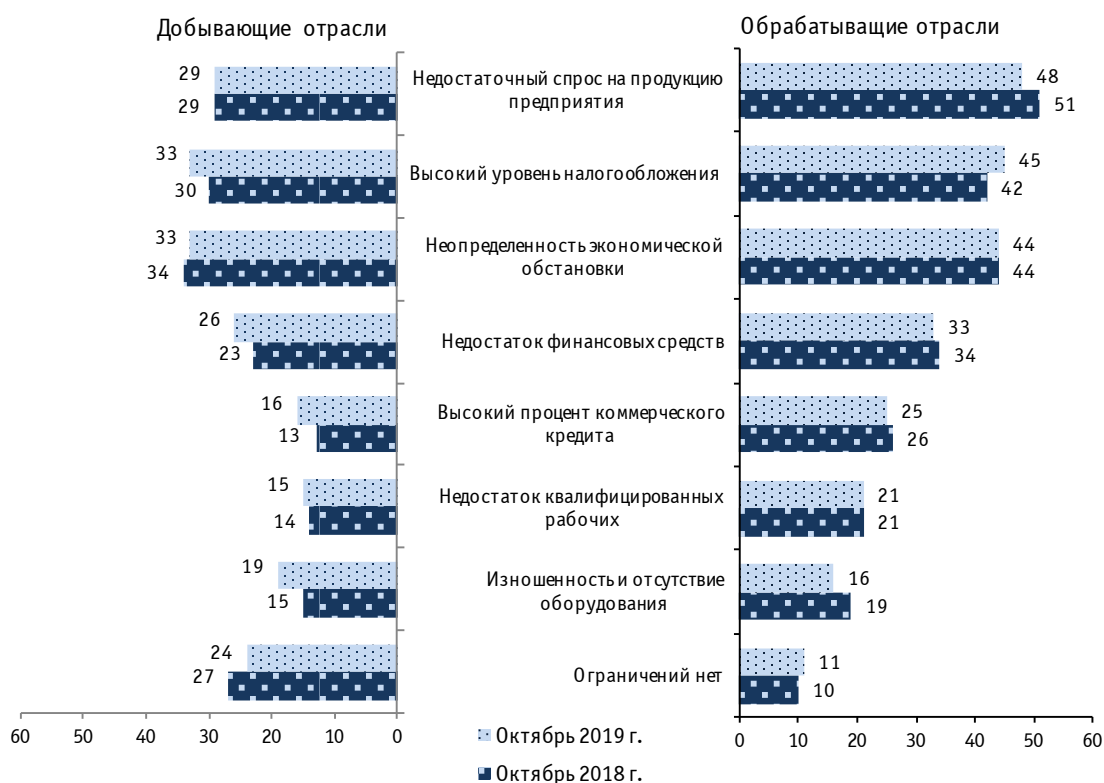 Добывающие отрасли
Обрабатыващие отрасли
29
29
Недостаточный спрос на продукцию
предприятия
48
51
33
30
Высокий уровень налогообложения
45
42
33
34
Неопределенность экономической
обстановки
44
44
26
23
Недостаток финансовых средств
33
34
16
13
Высокий процент коммерческого
кредита
25
26
15
14
Недостаток квалифицированных
рабочих
21
21
19
15
Изношенность и отсутствие
оборудования
16
19
24
27
Ограничений нет
11
10
60 50 40 30 20 10 0
0 10 20 30 40 50 60
Октябрь 2019 г.
Октябрь 2018 г.